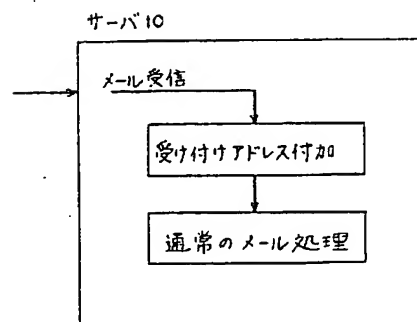 サーバ10
メール受信
受け付けアドレス付加
通常のメール処理